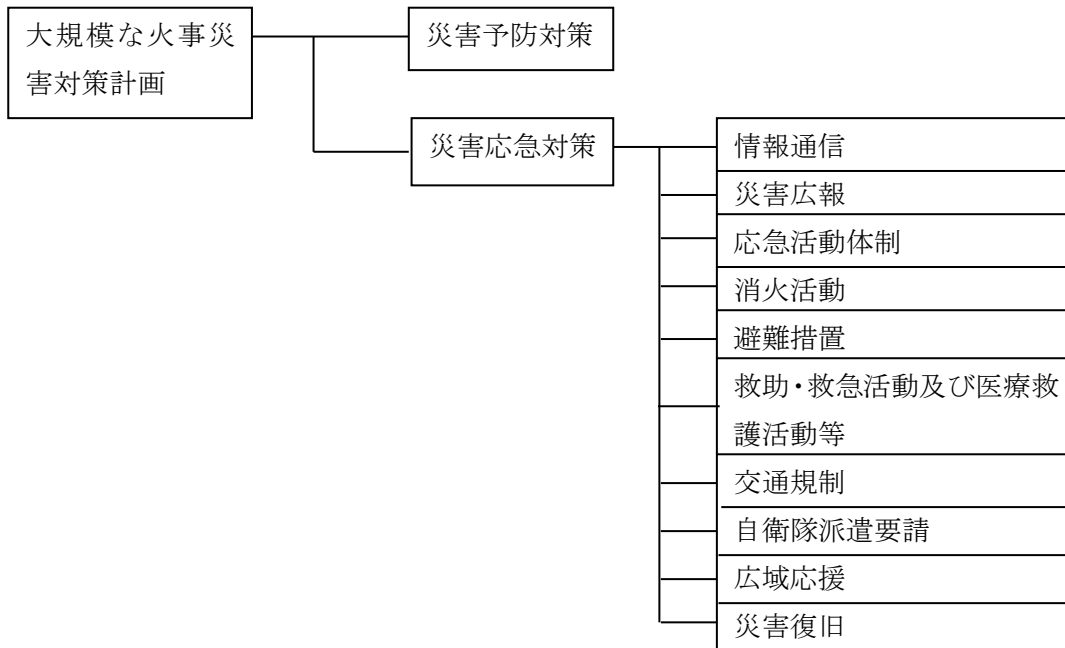 大規模な火事災
害対策計画
災害予防対策
災害応急対策
情報通信
災害広報
応急活動体制
消火活動
避難措置
救助・救急活動及び医療救
護活動等
交通規制
自衛隊派遣要請
広域応援
災害復旧